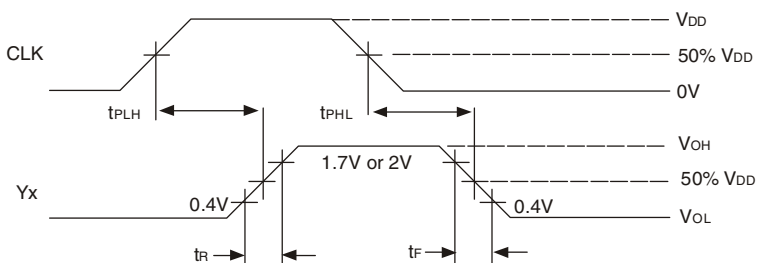 VDD
CLK
50% VDD
0V
tPLH
tPHL
VOH
1.7V or 2V
Yx
50% VDD
0.4V
0.4V
VOL
tR
tF